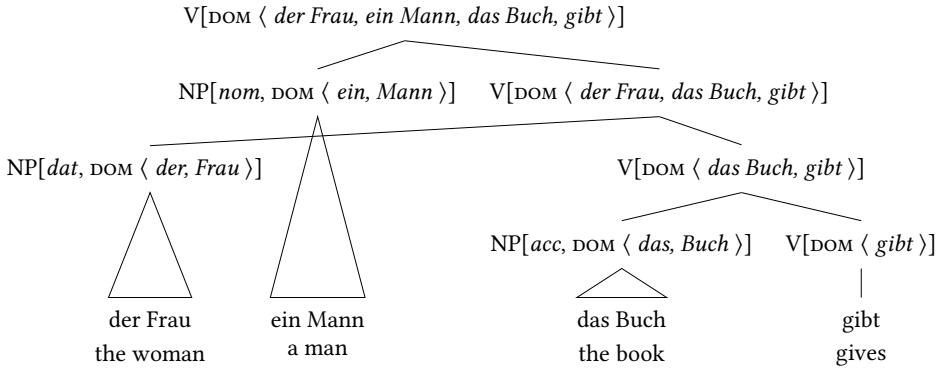 V[DOM ⟨ der Frau, ein Mann, das Buch, gibt ⟩]
NP[nom, DOM ⟨ ein, Mann ⟩] V[DOM ⟨ der Frau, das Buch, gibt ⟩]
NP[dat, DOM ⟨ der, Frau ⟩] V[DOM ⟨ das Buch, gibt ⟩]
NP[acc, DOM ⟨ das, Buch ⟩] V[DOM ⟨ gibt ⟩]
der Frau ein Mann das Buch gibt
the woman a man the book gives